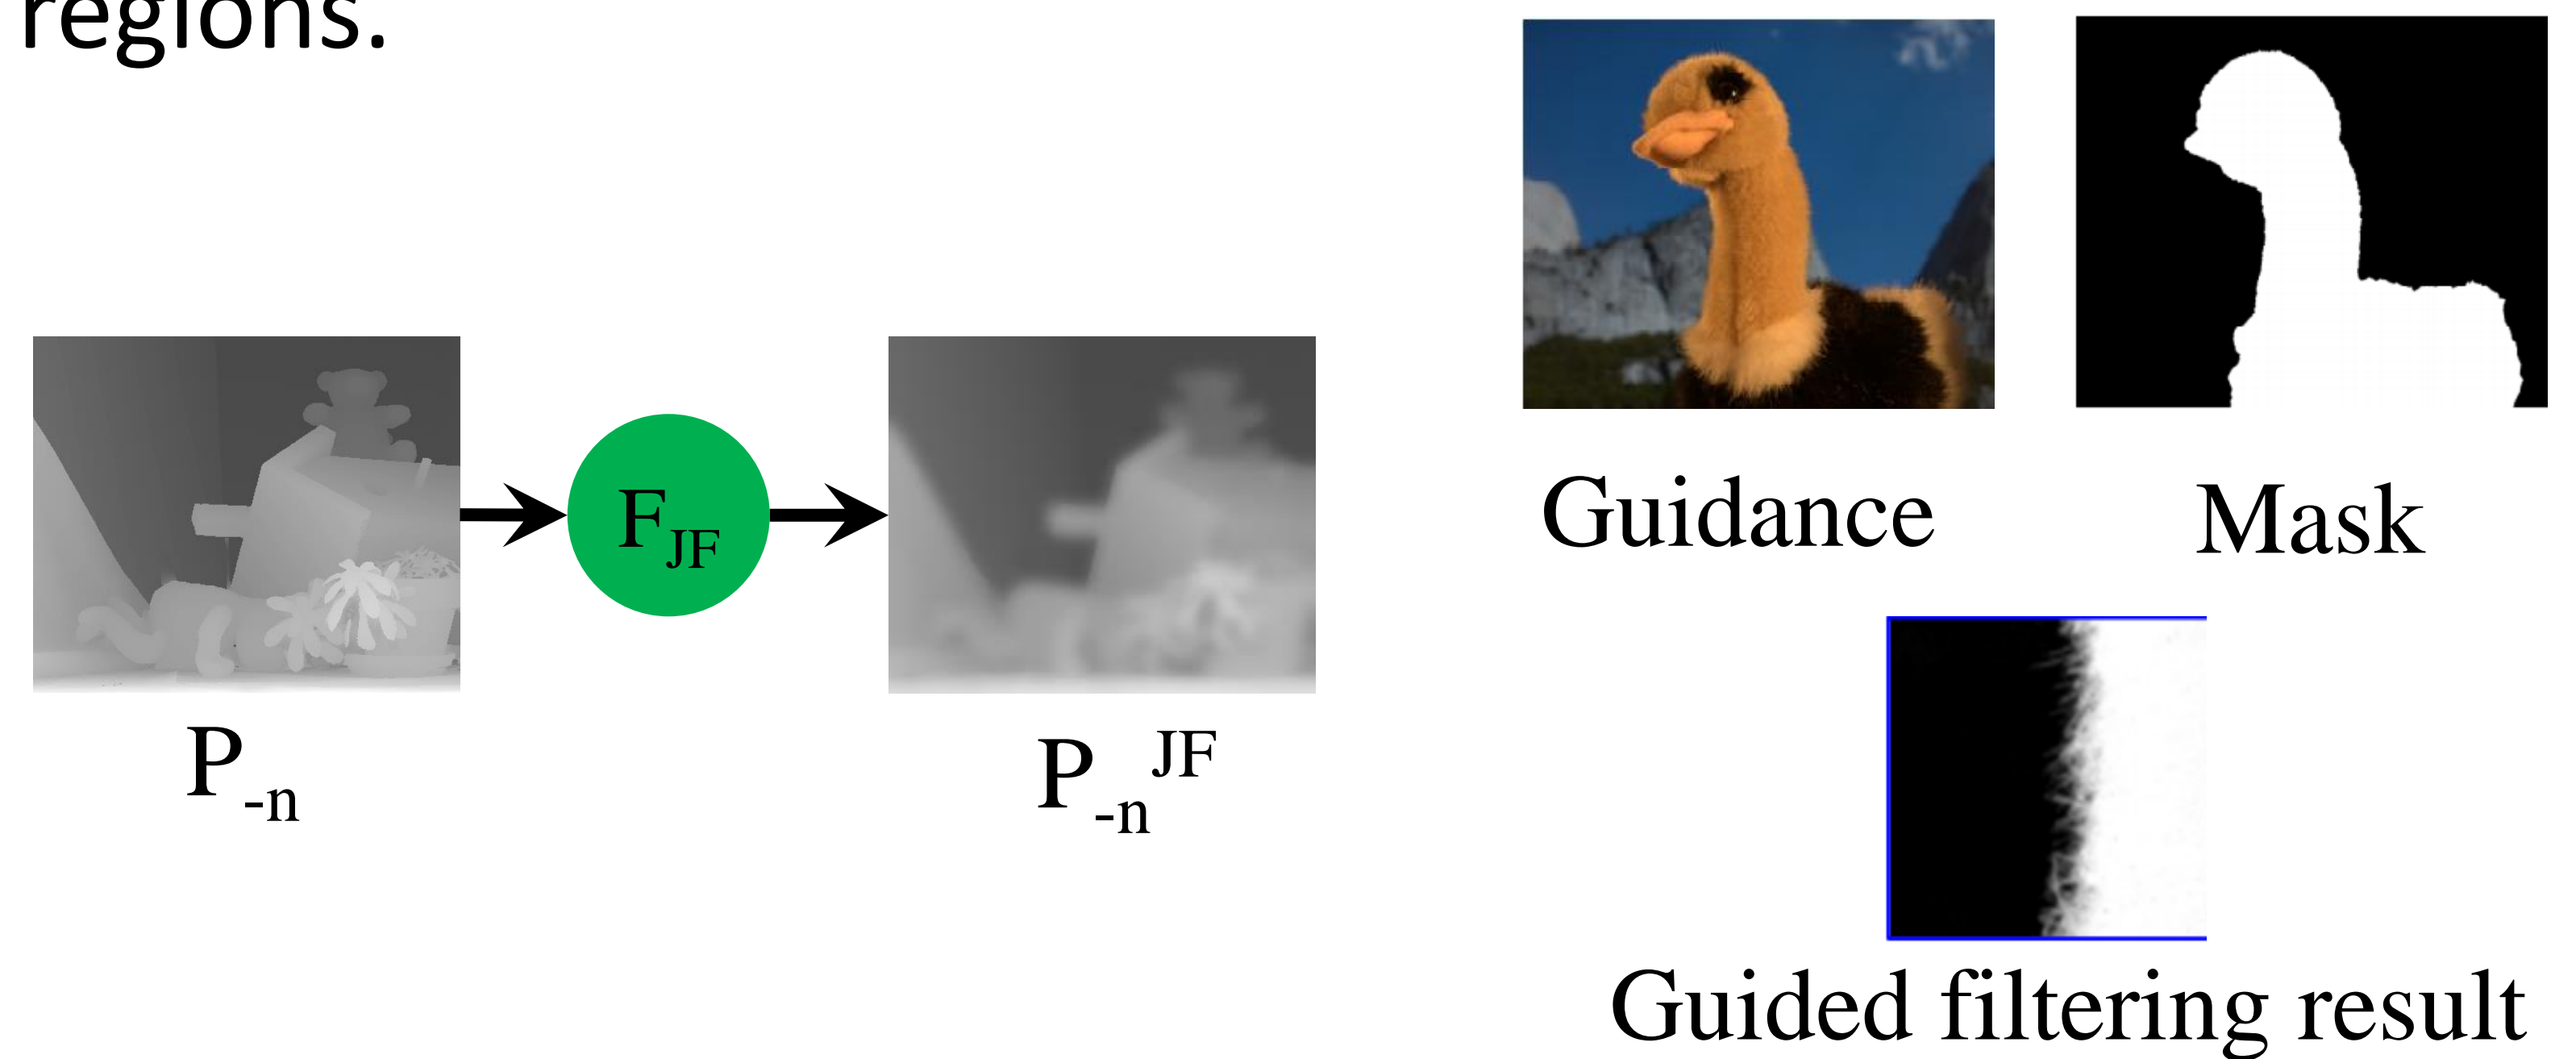 regions.
F_JF
P_-n
P_-n^JF
Guidance
Mask
Guided filtering result